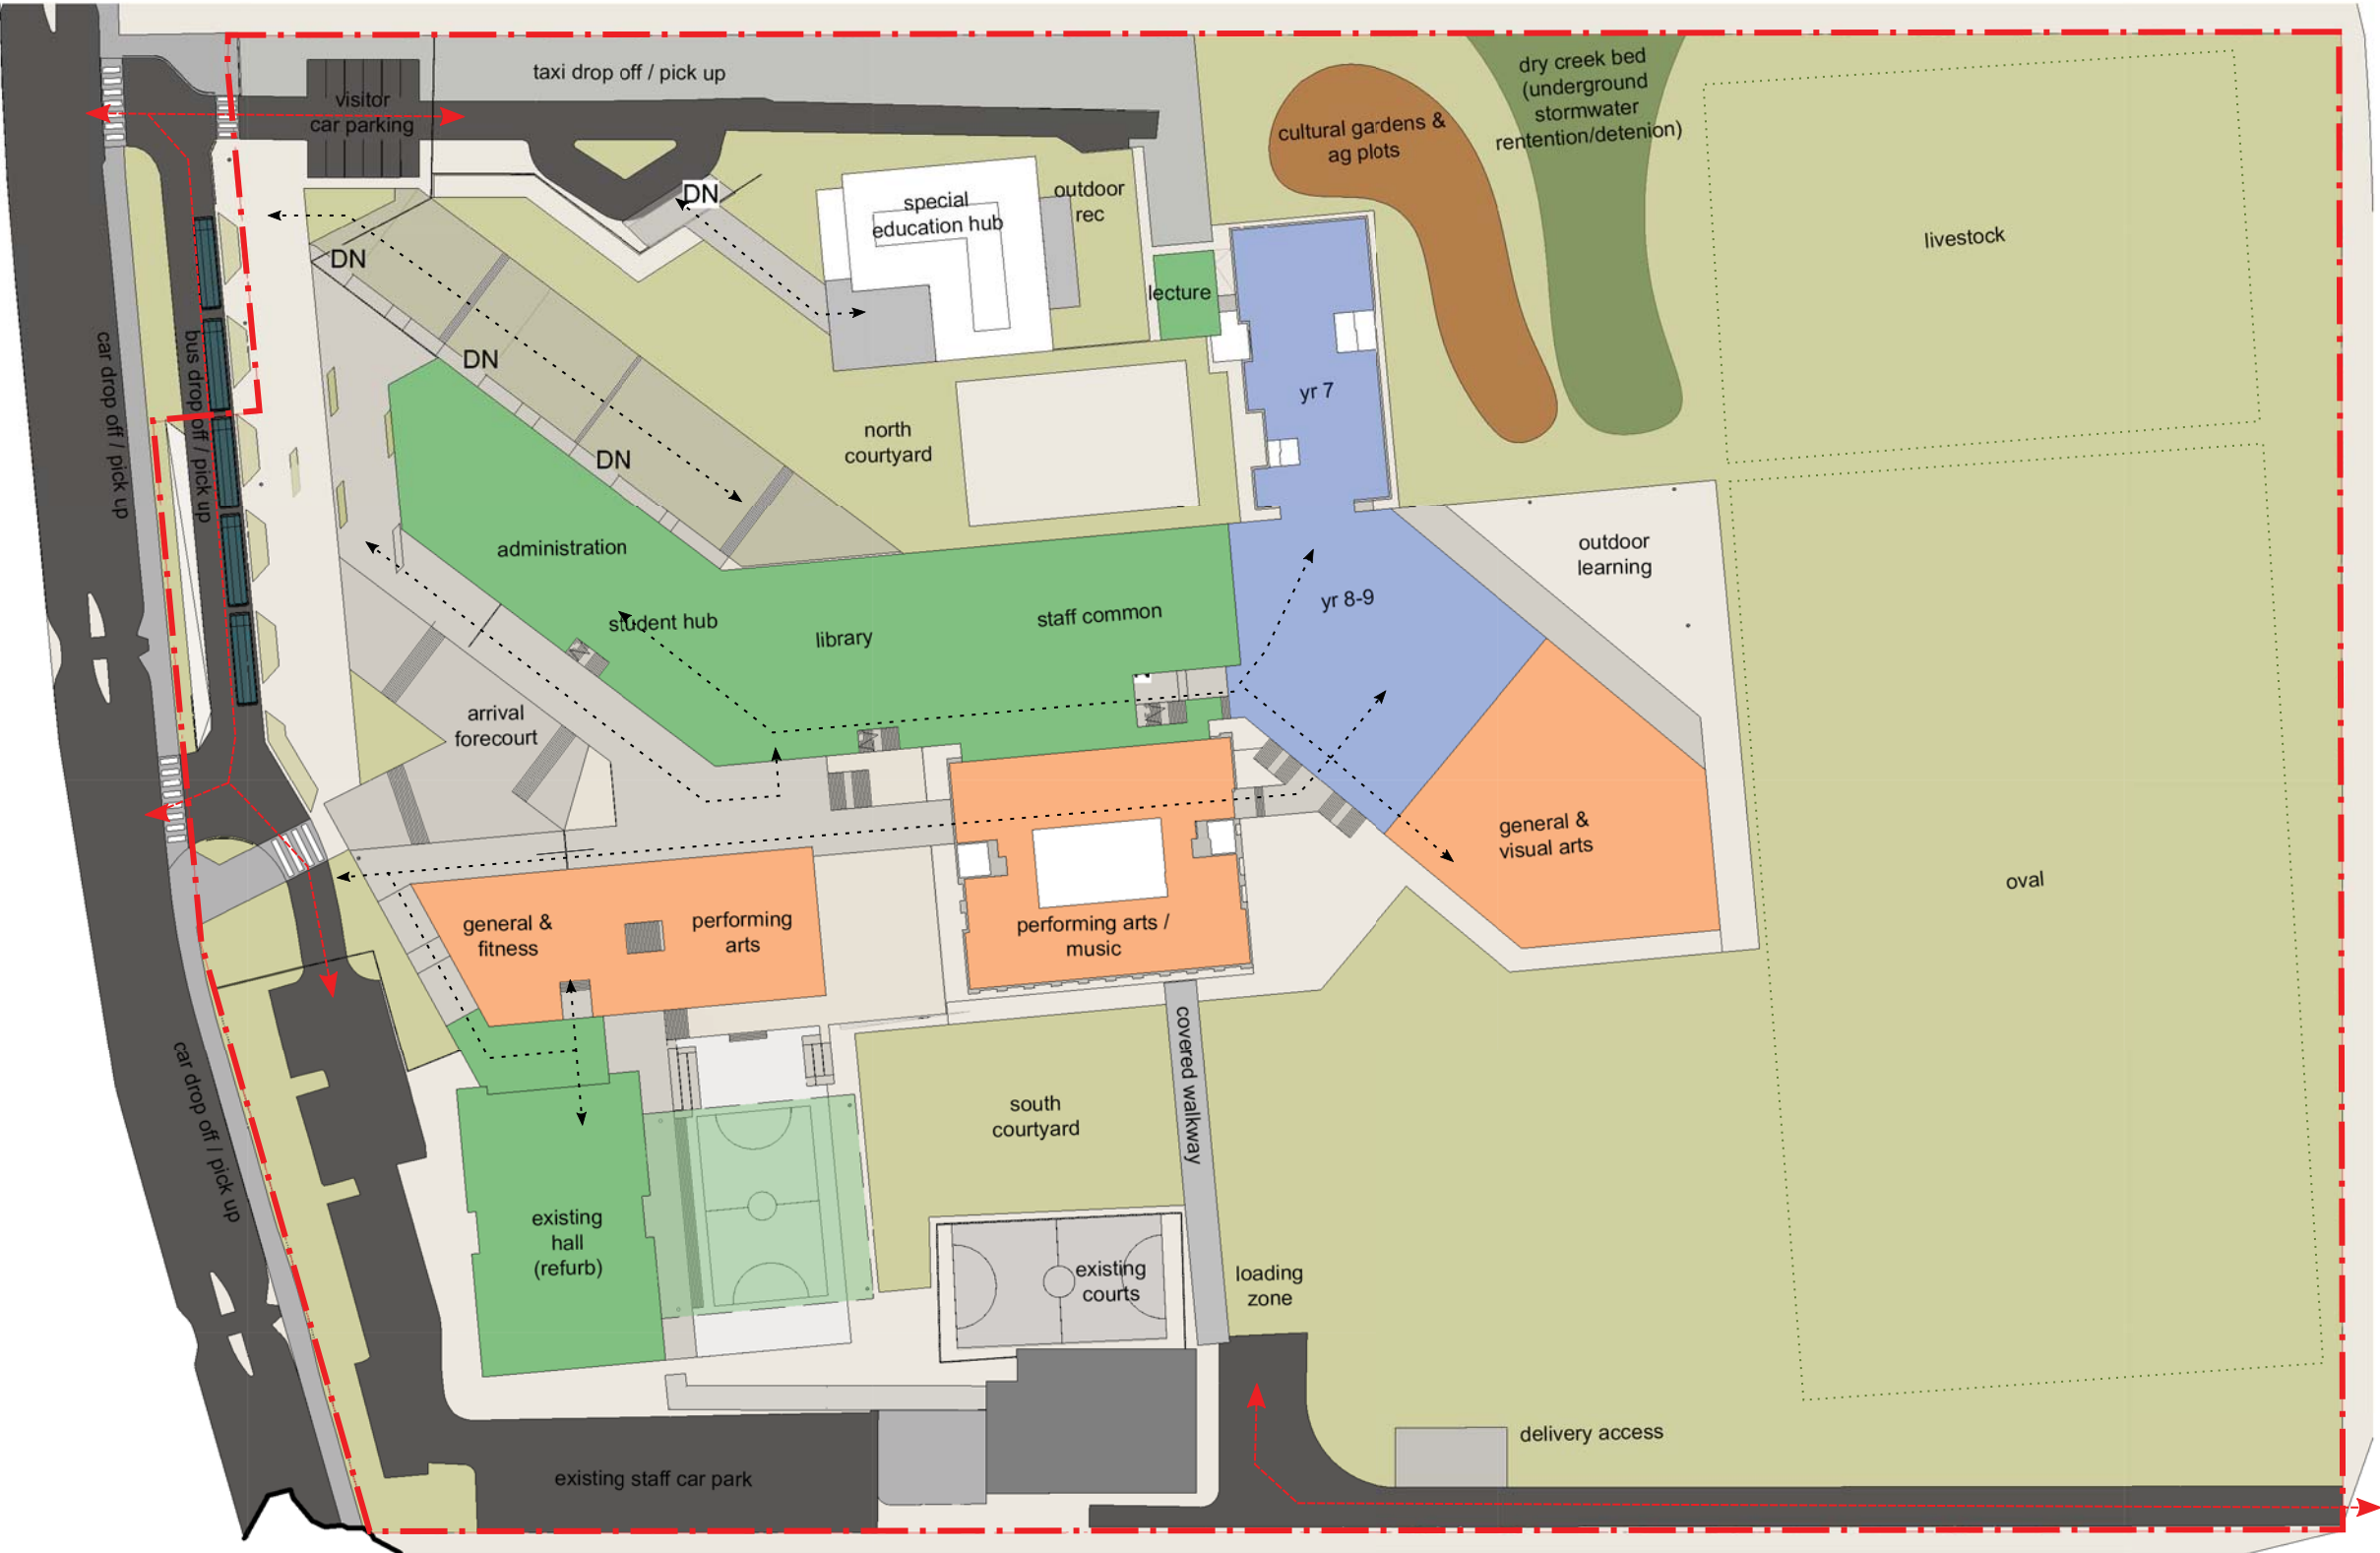 taxi drop off / pick up
visitor
car parking
dry creek bed
(underground
stormwater
rentention/detenion)
cultural gardens &
ag plots
DN
special
education hub
outdoor
rec
livestock
DN
lecture
DN
yr 7
car drop off / pick up
bus drop off / pick up
north
courtyard
DN
administration
outdoor
learning
student hub
library
staff common
yr 8-9
arrival
forecourt
general &
visual arts
oval
general &
fitness
performing
arts
performing arts /
music
covered walkway
car drop off / pick up
south
courtyard
existing
hall
(refurb)
existing
courts
loading
zone
delivery access
existing staff car park